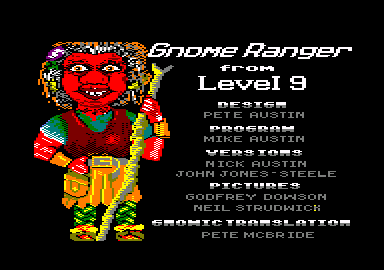 Gnome Ranger
from
Level 9
DESIGN
PETE AUSTIN
PROGRAM
MIKE AUSTIN
VERSIONS
NICK AUSTIN
JOHN JONES-STEELE
PICTURES
GODFREY DOWSON
NEIL STRUDWICK
GNOMIC TRANSLATION
PETE MCBRIDE